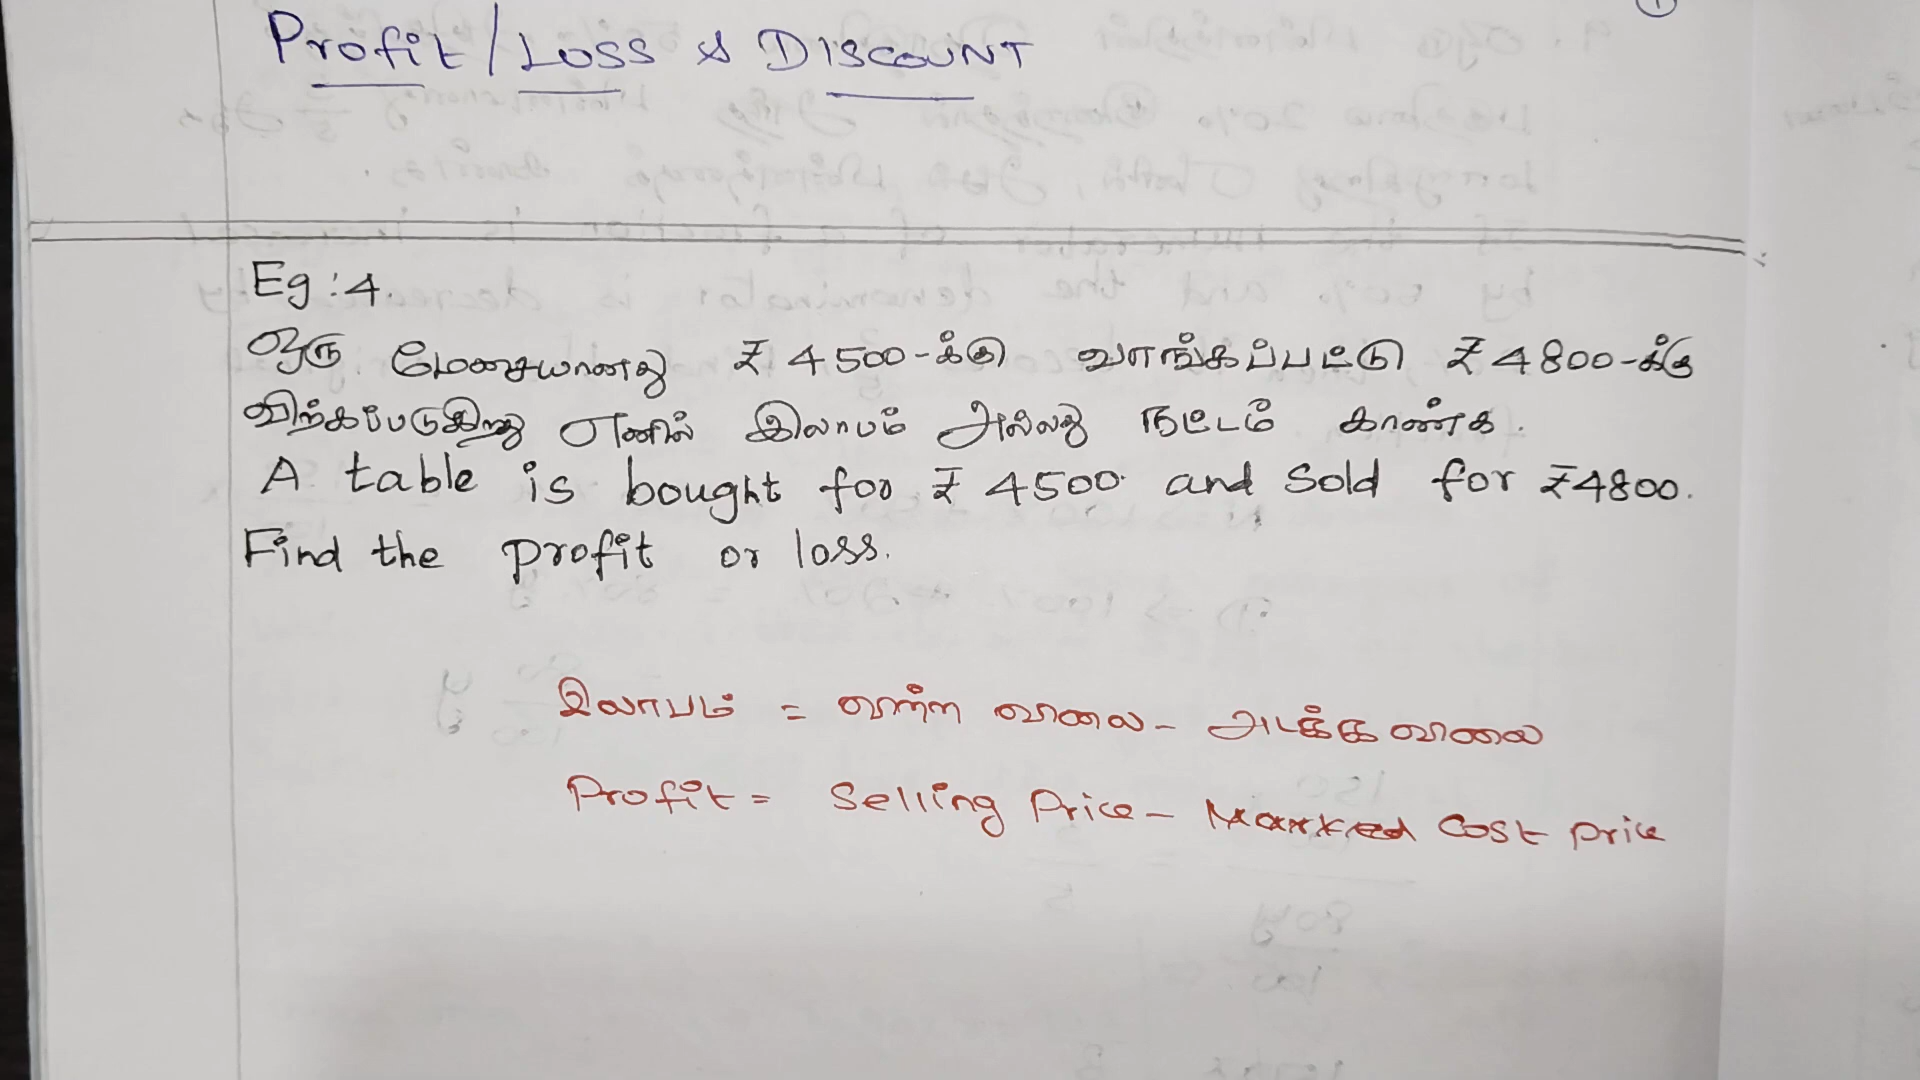 Profit/Loss & DISCOUNT
Eg:4.
ஒரு மேசையானது ₹4500-க்கு வாங்கப்பட்டு ₹4800-க்கு
விற்கப்படுகிறது எனில் இலாபம் அல்லது நட்டம் காண்க.
A table is bought for ₹4500 and sold for ₹4800.
Find the profit or loss.
இலாபம் = விற்ற விலை - அடக்க விலை
Profit = Selling Price - Marked Cost price